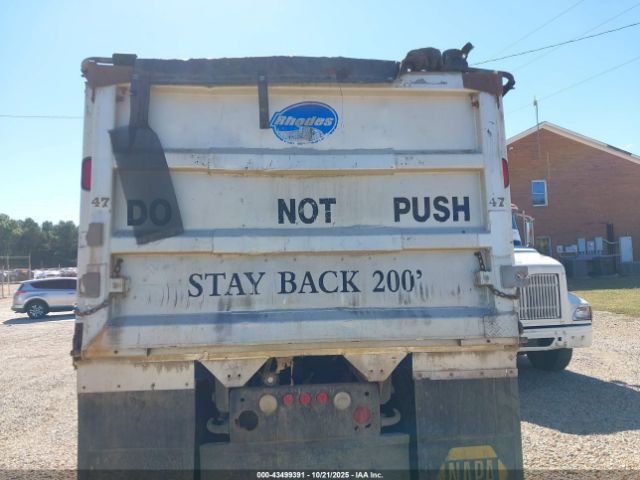 Rhodes
47 47
DO NOT PUSH
STAY BACK 200'
NAPA
000-43499391 - 10/21/2025 - IAA Inc.